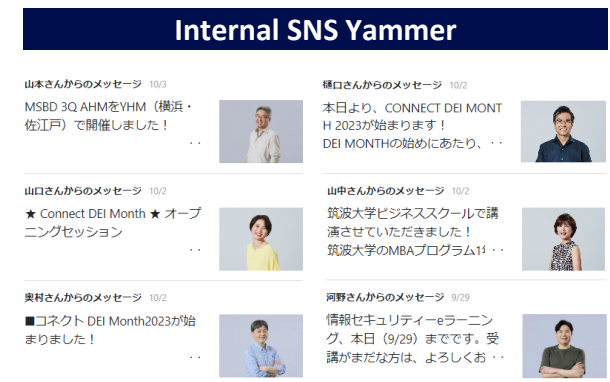 Internal SNS Yammer
山本さんからのメッセージ 10/3
MSBD 3Q AHMをYHM（横浜・
佐江戸）で開催しました！
・・
樋口さんからのメッセージ 10/2
本日より、CONNECT DEI MONT
H 2023が始まります！
DEI MONTHの始めにあたり、・・
山口さんからのメッセージ 10/2
★ Connect DEI Month ★ オープ
ニングセッション
・・
山中さんからのメッセージ 10/2
筑波大学ビジネススクールで講
演させていただきました！
筑波大学のMBAプログラム1・・
奥村さんからのメッセージ 10/2
■コネクト DEI Month2023が始
まりました！
・・
河野さんからのメッセージ 9/29
情報セキュリティーeラーニン
グ、本日（9/29）までです。受
講がまだな方は、よろしくお・・